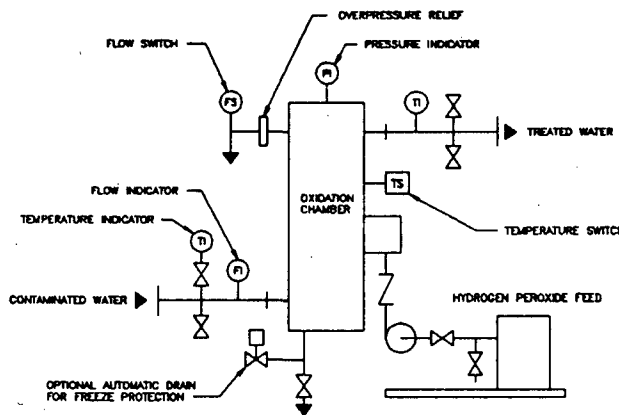 OVERPRESSURE RELIEF
FLOW SWITCH
PRESSURE INDICATOR
FS
PI
TI
TREATED WATER
OXIDATION
CHAMBER
TS
FLOW INDICATOR
TEMPERATURE INDICATOR
TEMPERATURE SWITCH
TI
FI
CONTAMINATED WATER
HYDROGEN PEROXIDE FEED
OPTIONAL AUTOMATIC DRAIN
FOR FREEZE PROTECTION